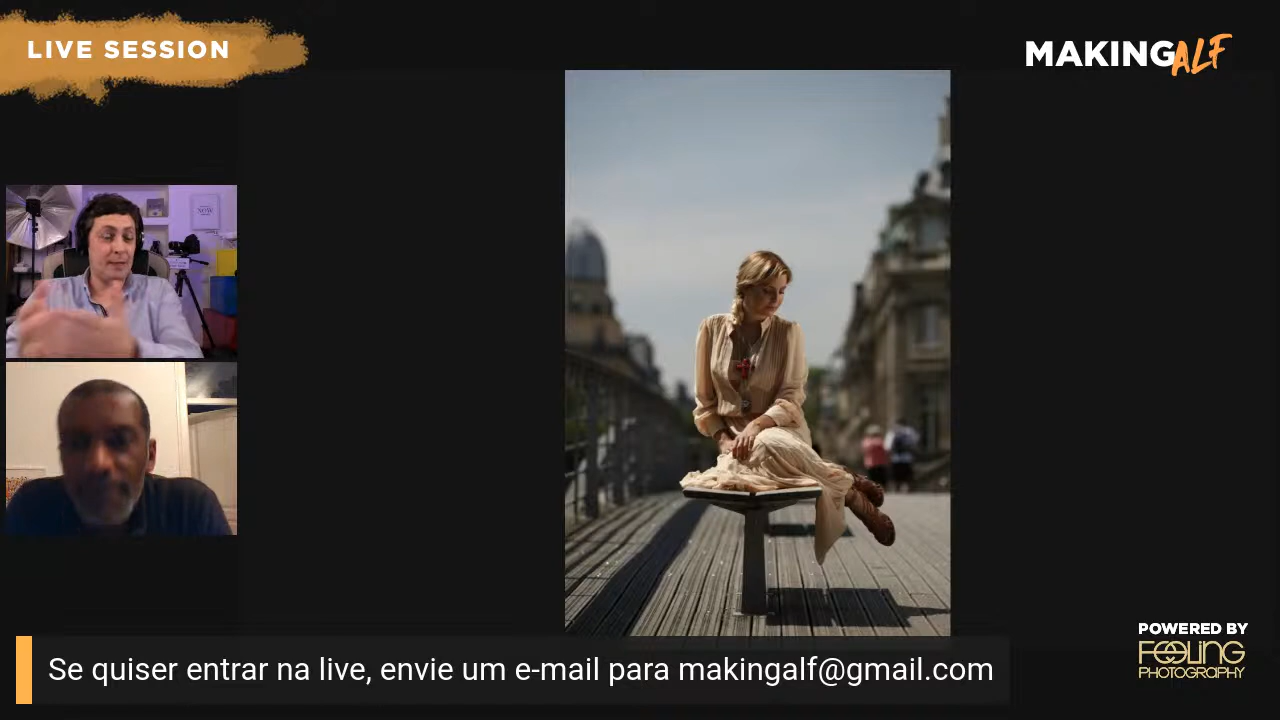 LIVE SESSION
MAKINGALF
NOW
Se quiser entrar na live, envie um e-mail para makingalf@gmail.com
POWERED BY
FEELING
PHOTOGRAPHY